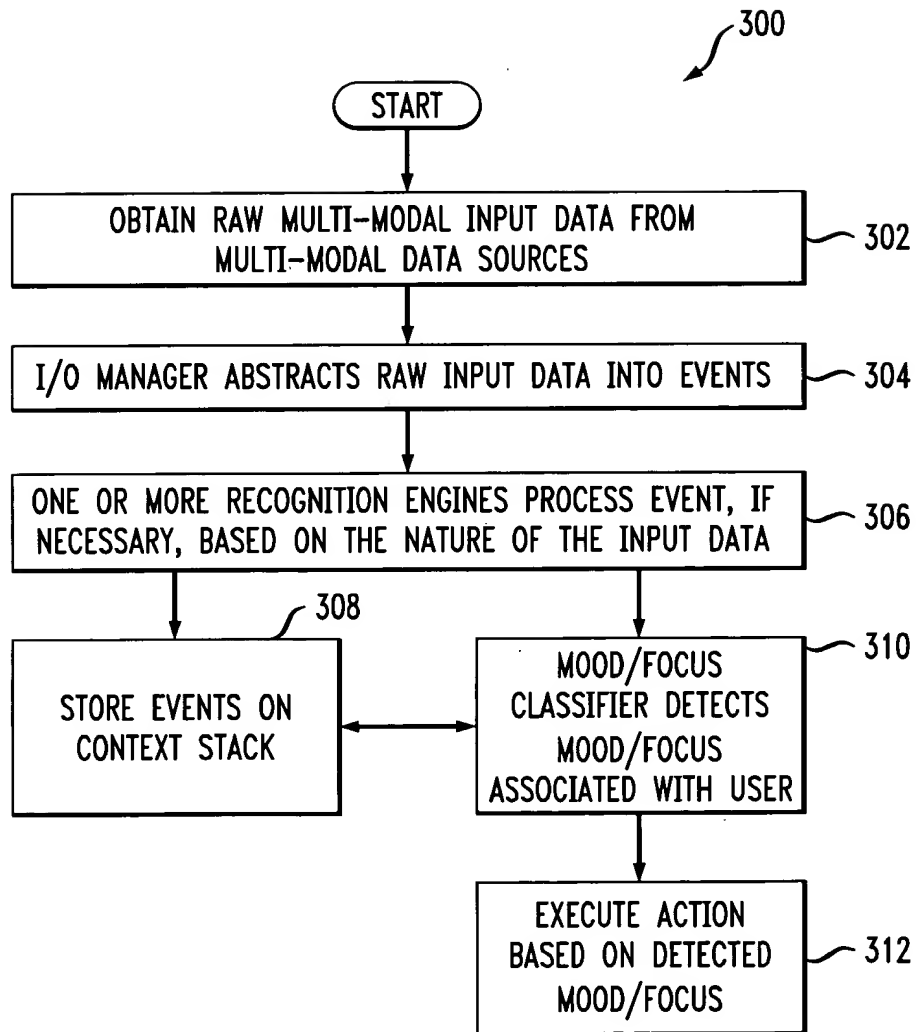 300
START
OBTAIN RAW MULTI-MODAL INPUT DATA FROM
MULTI-MODAL DATA SOURCES
302
I/O MANAGER ABSTRACTS RAW INPUT DATA INTO EVENTS
304
ONE OR MORE RECOGNITION ENGINES PROCESS EVENT, IF
NECESSARY, BASED ON THE NATURE OF THE INPUT DATA
306
308
STORE EVENTS ON
CONTEXT STACK
310
MOOD/FOCUS
CLASSIFIER DETECTS
MOOD/FOCUS
ASSOCIATED WITH USER
EXECUTE ACTION
BASED ON DETECTED
MOOD/FOCUS
312